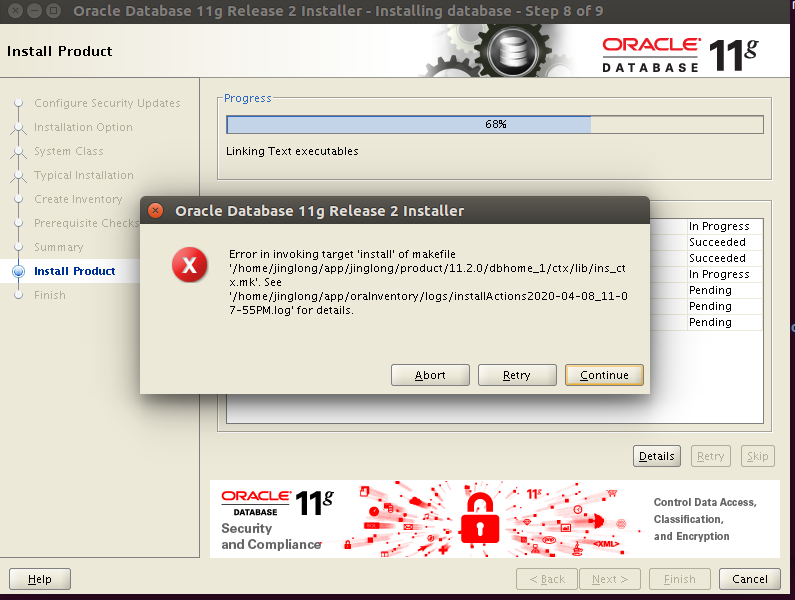 Oracle Database 11g Release 2 Installer - Installing database - Step 8 of 9
Install Product
ORACLE
DATABASE
11g
Configure Security Updates
Installation Option
System Class
Typical Installation
Create Inventory
Prerequisite Checks
Summary
Install Product
Finish
Progress
68%
Linking Text executables
In Progress
Succeeded
Succeeded
In Progress
Pending
Pending
Pending
Oracle Database 11g Release 2 Installer
Error in invoking target 'install' of makefile
'/home/jinglong/app/jinglong/product/11.2.0/dbhome_1/ctx/lib/ins_ct
x.mk'. See
'/home/jinglong/app/oraInventory/logs/installActions2020-04-08_11-0
7-55PM.log' for details.
Abort
Retry
Continue
Details
Retry
Skip
ORACLE
DATABASE
11g
Security
and Compliance
11g
<XML>
Control Data Access,
Classification,
and Encryption
Help
< Back
Next >
Finish
Cancel